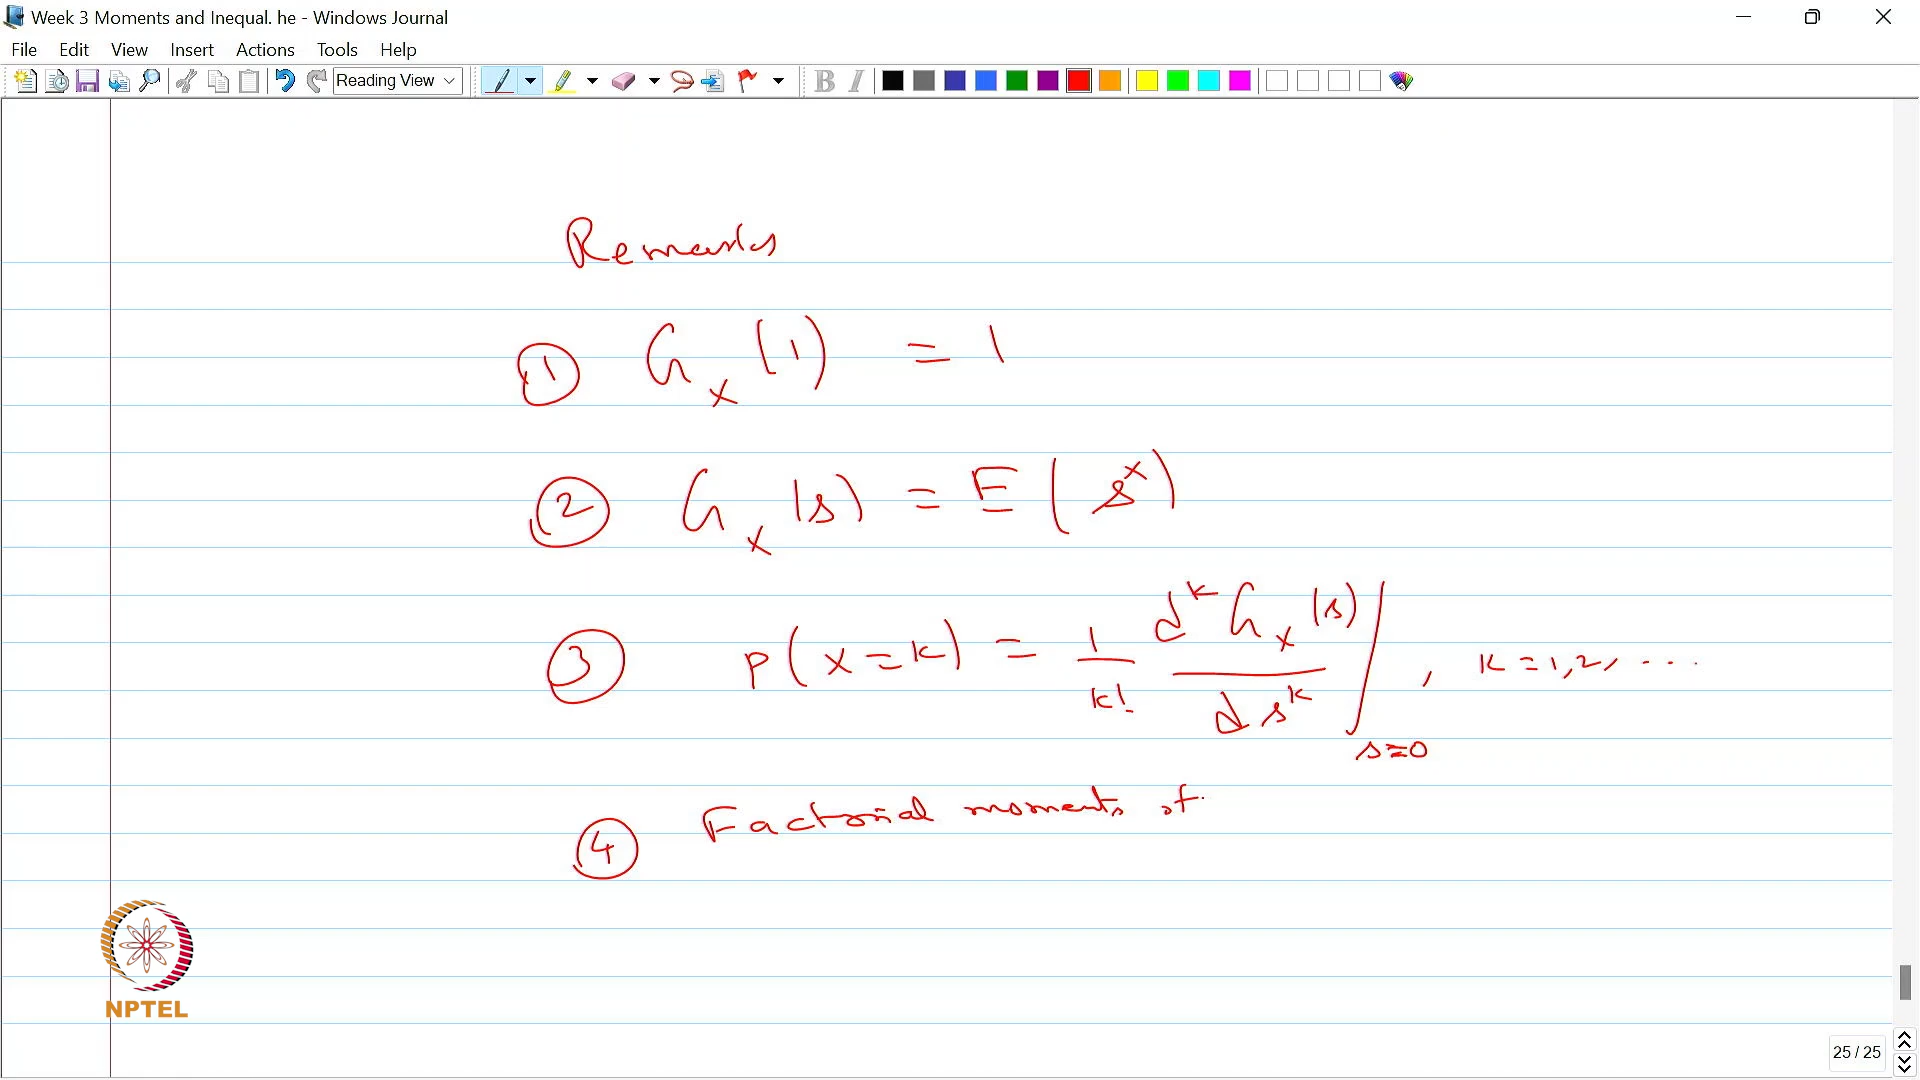 Week 3 Moments and Inequal. he - Windows Journal
File Edit View Insert Actions Tools Help
Reading View
B I
Remarks
① G_X(1) = 1
② G_X(s) = E(s^X)
③ P(X=k) = 1/k! d^k G_X(s)/ds^k |_{s=0}, k=1,2,...
④ Factorial moments of
NPTEL
25 / 25